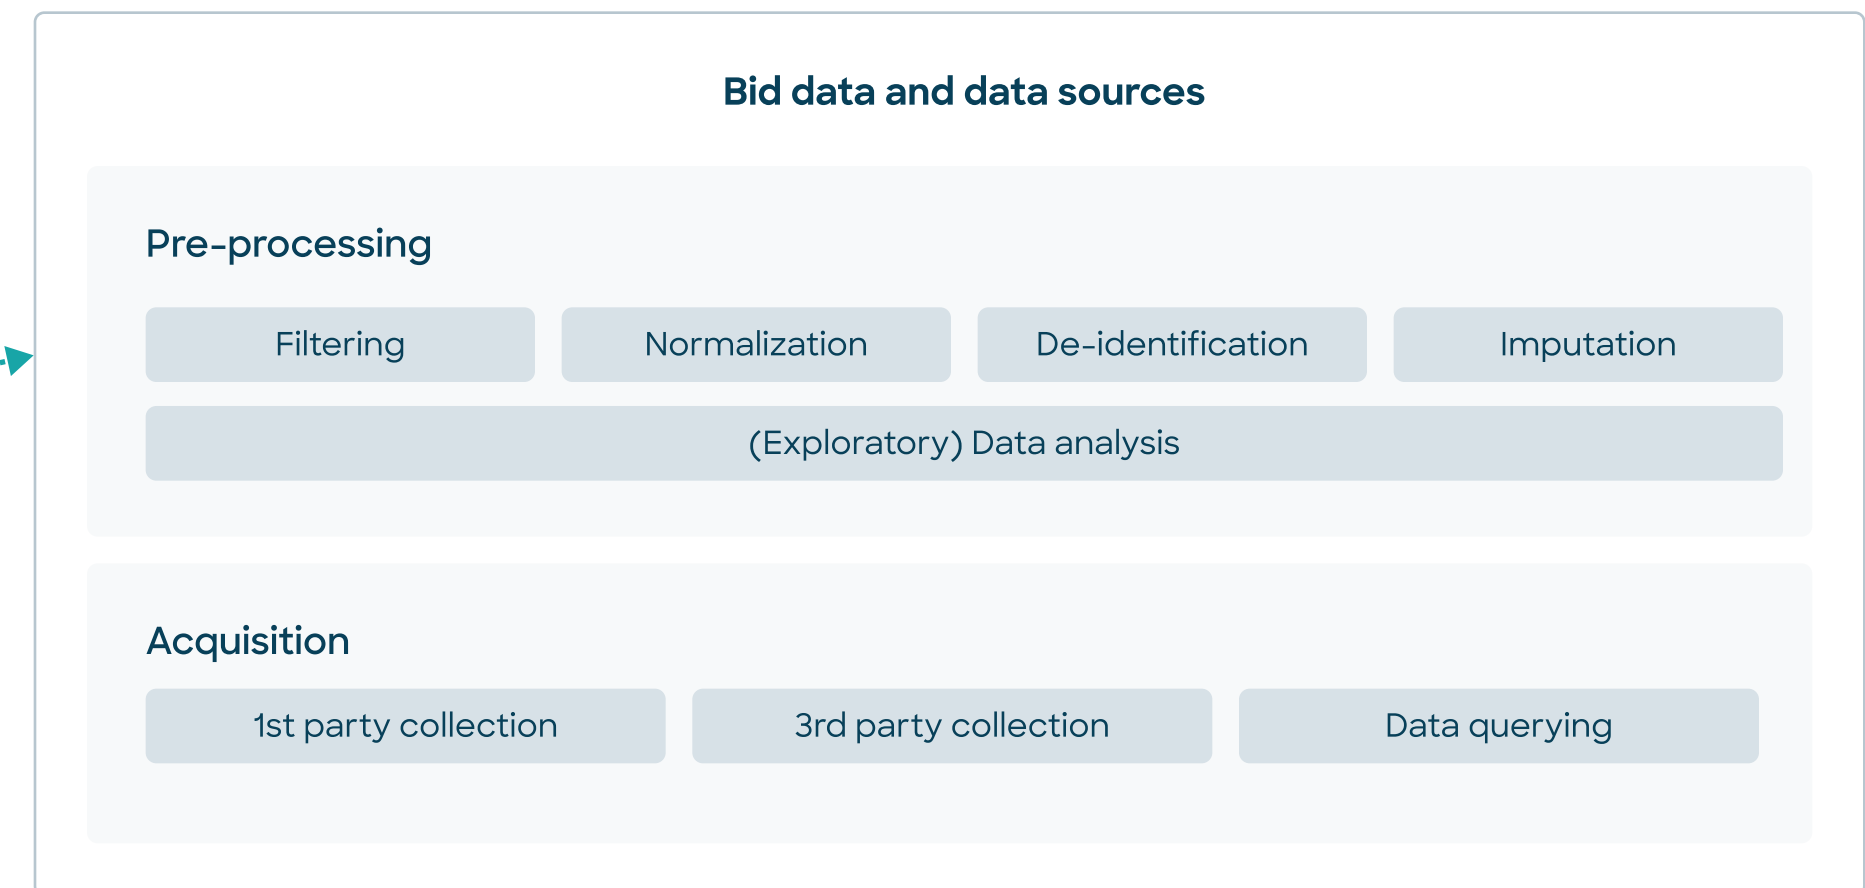 Bid data and data sources
Pre-processing
Filtering
Normalization
De-identification
Imputation
(Exploratory) Data analysis
Acquisition
1st party collection
3rd party collection
Data querying